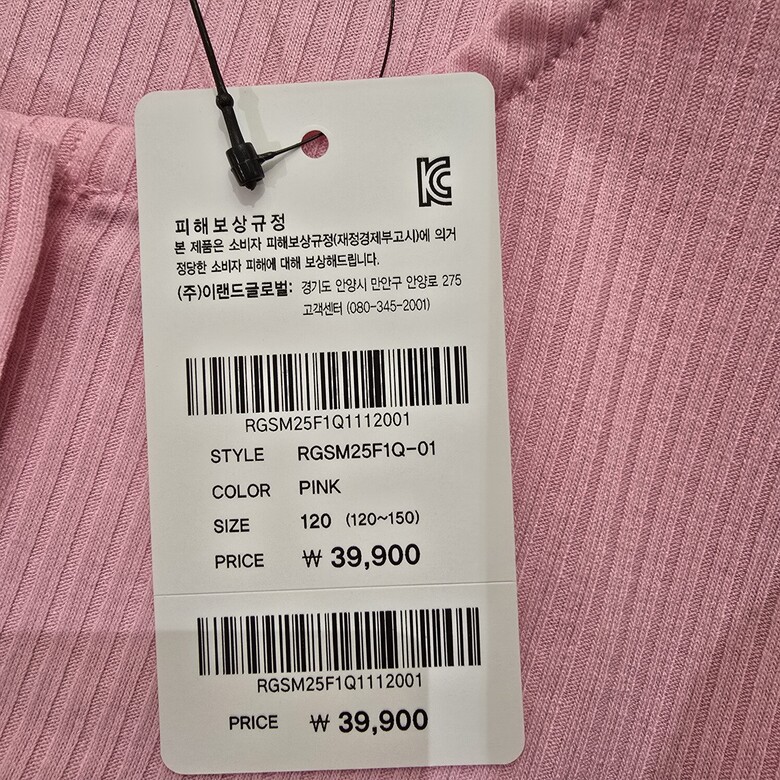 KC
피해보상규정
본 제품은 소비자 피해보상규정(재정경제부고시)에 의거
정당한 소비자 피해에 대해 보상해드립니다.
(주)이랜드글로벌: 경기도 안양시 만안구 안양로 275
고객센터 (080-345-2001)
RGSM25F1Q1112001
STYLE RGSM25F1Q-01
COLOR PINK
SIZE 120 (120~150)
PRICE ₩ 39,900
RGSM25F1Q1112001
PRICE ₩ 39,900